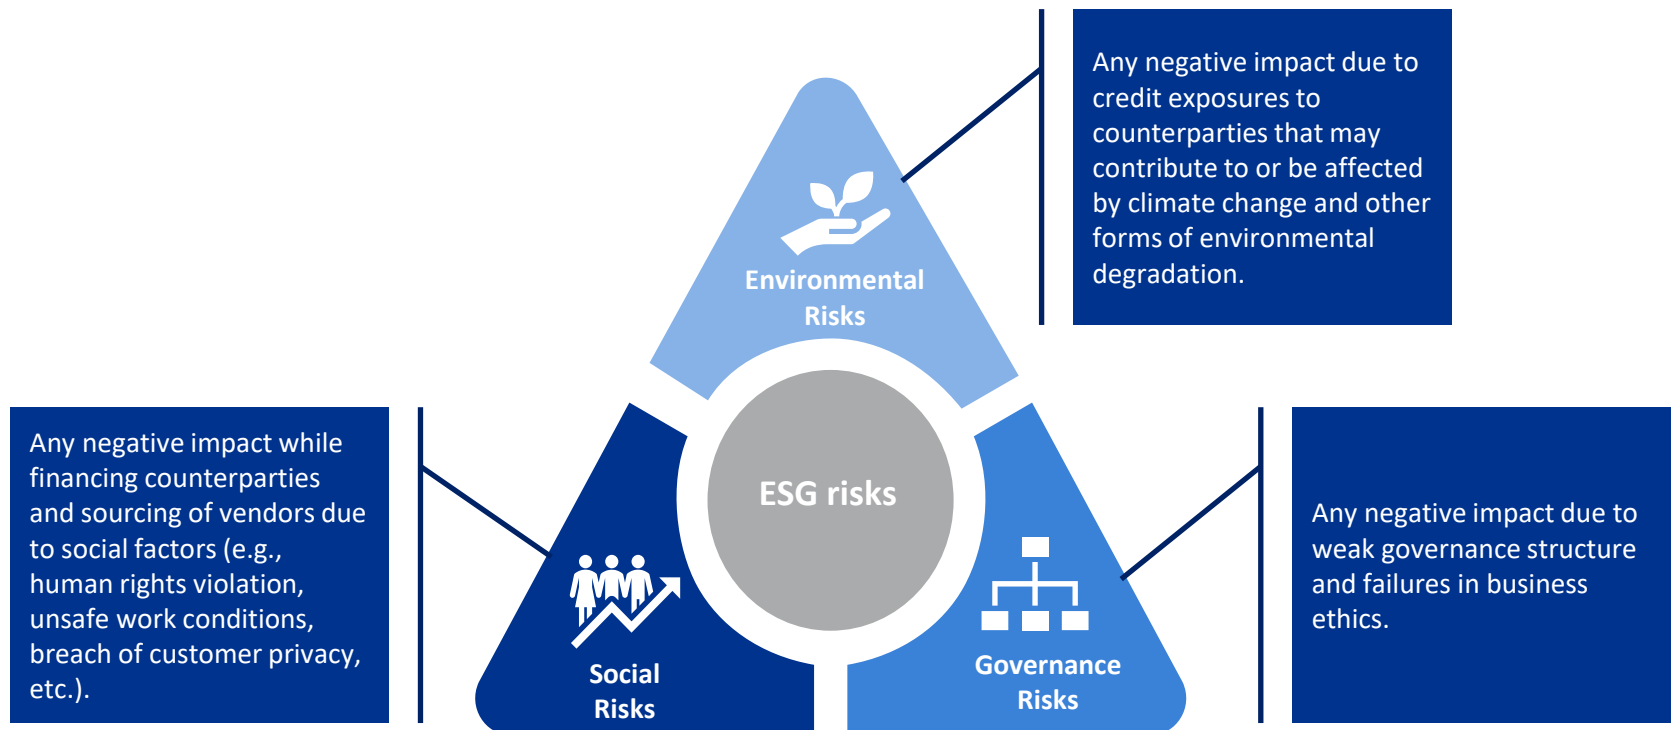 Any negative impact due to
credit exposures to
counterparties that may
contribute to or be affected
by climate change and other
forms of environmental
degradation.
Environmental
Risks
Any negative impact while
financing counterparties
and sourcing of vendors due
to social factors (e.g.,
human rights violation,
unsafe work conditions,
breach of customer privacy,
etc.).
ESG risks
Any negative impact due to
weak governance structure
and failures in business
ethics.
Social
Risks
Governance
Risks